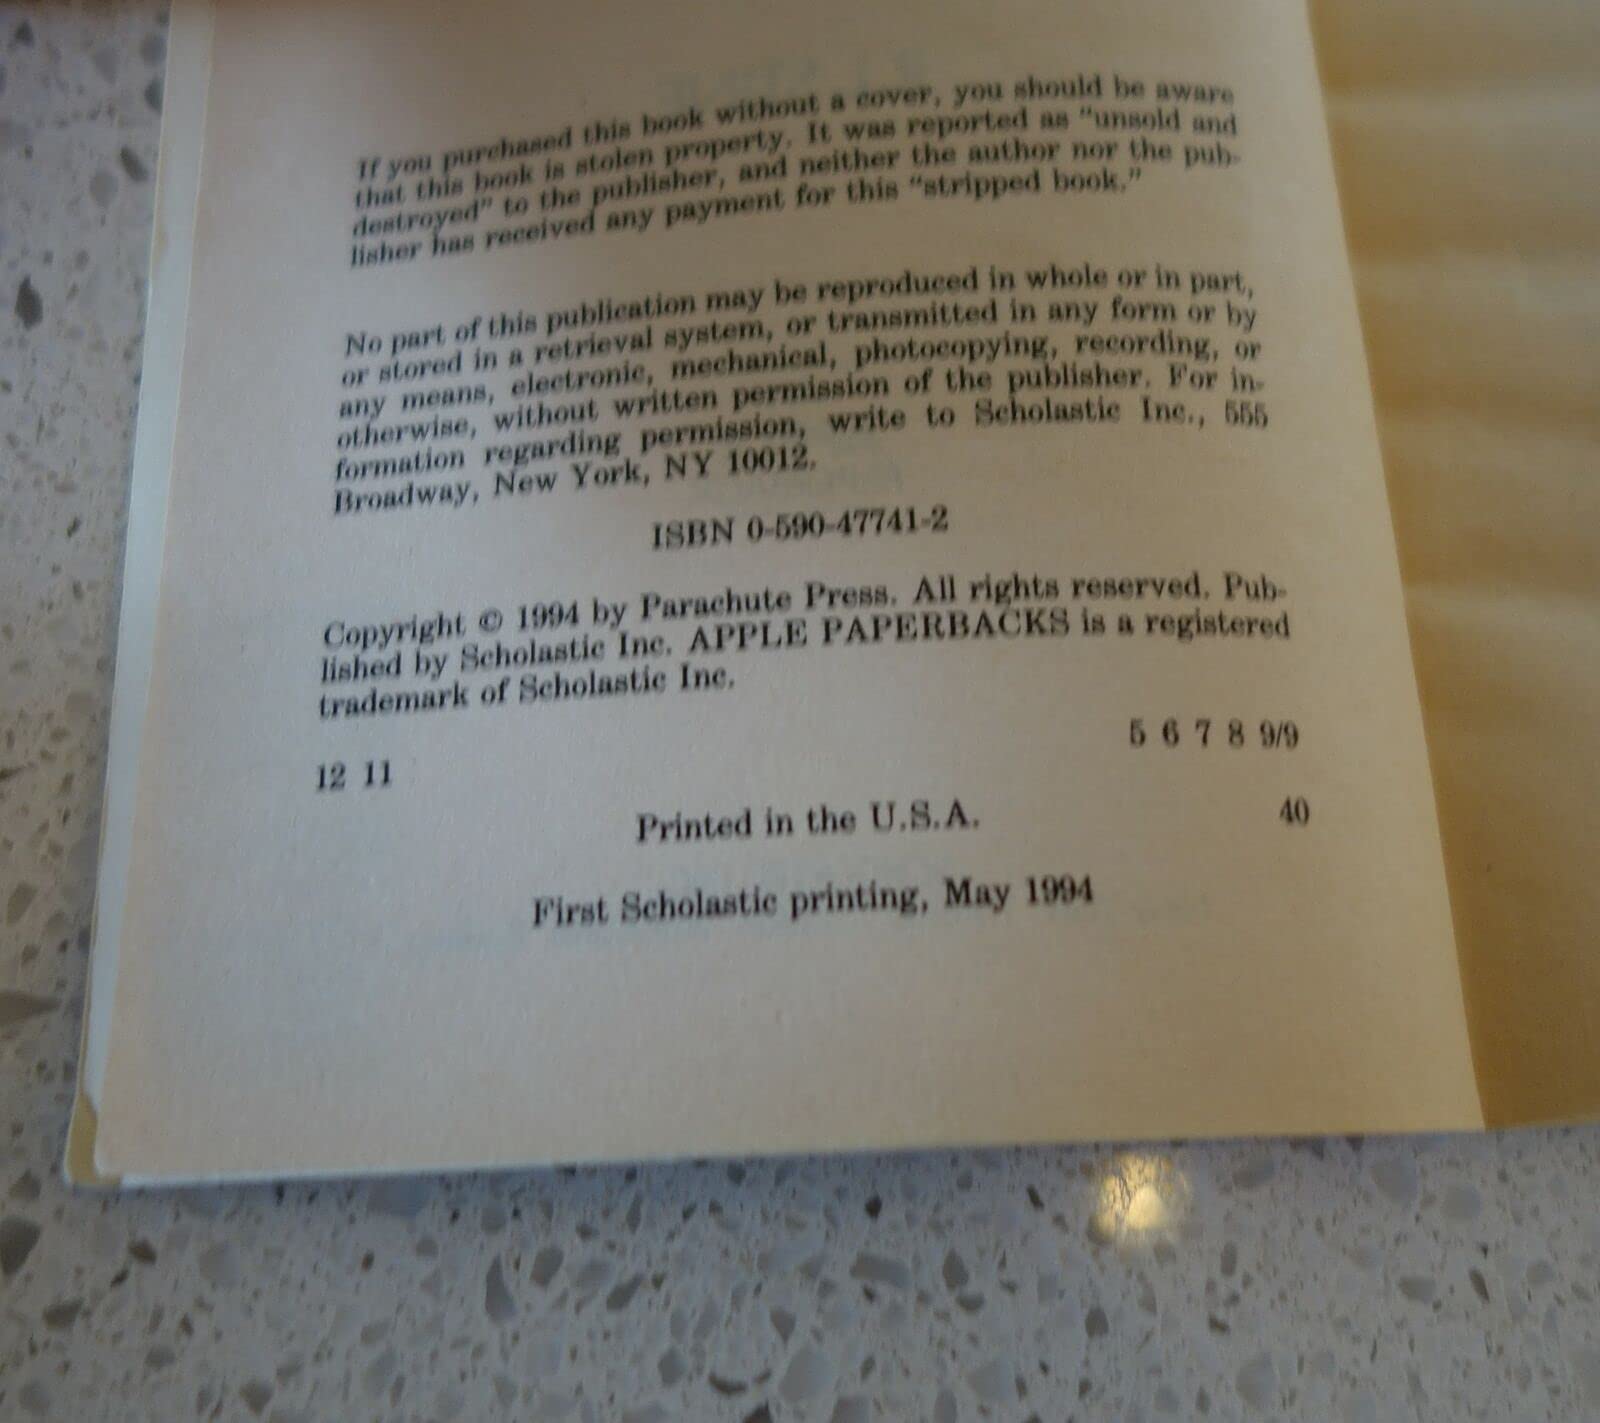 If you purchased this book without a cover, you should be aware
that this book is stolen property. It was reported as "unsold and
destroyed" to the publisher, and neither the author nor the pub-
lisher has received any payment for this "stripped book."
No part of this publication may be reproduced in whole or in part,
or stored in a retrieval system, or transmitted in any form or by
any means, electronic, mechanical, photocopying, recording, or
otherwise, without written permission of the publisher. For in-
formation regarding permission, write to Scholastic Inc., 555
Broadway, New York, NY 10012.
ISBN 0-590-47741-2
Copyright © 1994 by Parachute Press. All rights reserved. Pub-
lished by Scholastic Inc. APPLE PAPERBACKS is a registered
trademark of Scholastic Inc.
12 11 5 6 7 8 9/9
Printed in the U.S.A. 40
First Scholastic printing, May 1994